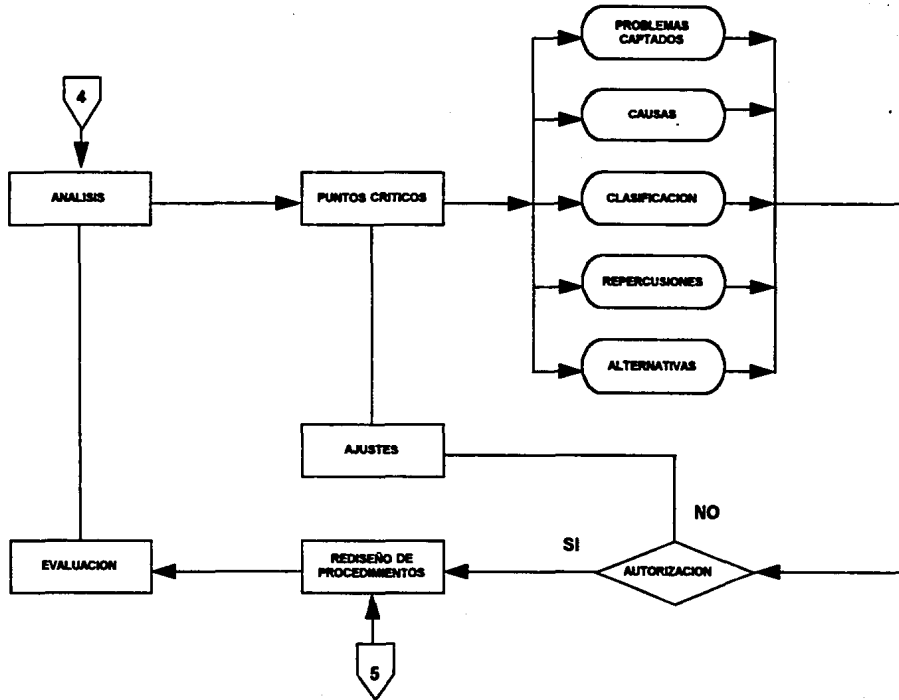 PROBLEMAS
CAPTADOS
4
CAUSAS
ANALISIS
PUNTOS CRITICOS
CLASIFICACION
REPERCUSIONES
ALTERNATIVAS
AJUSTES
NO
SI
EVALUACION
REDISEÑO DE
PROCEDIMIENTOS
AUTORIZACION
5